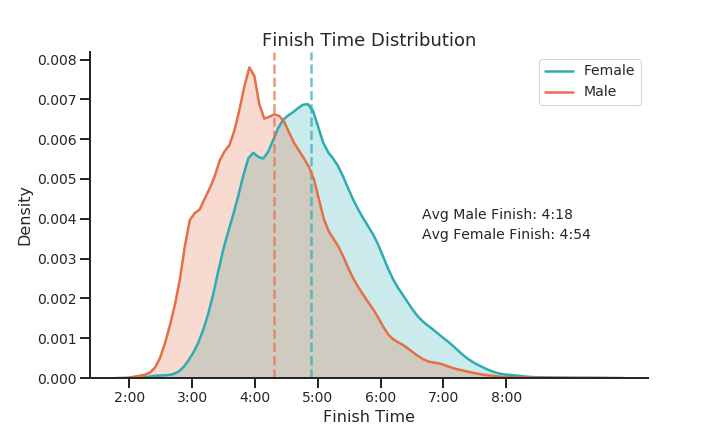 Finish Time Distribution
0.008
0.007
0.006
0.005
0.004
0.003
0.002
0.001
0.000
Density
Female
Male
Avg Male Finish: 4:18
Avg Female Finish: 4:54
2:00 3:00 4:00 5:00 6:00 7:00 8:00
Finish Time